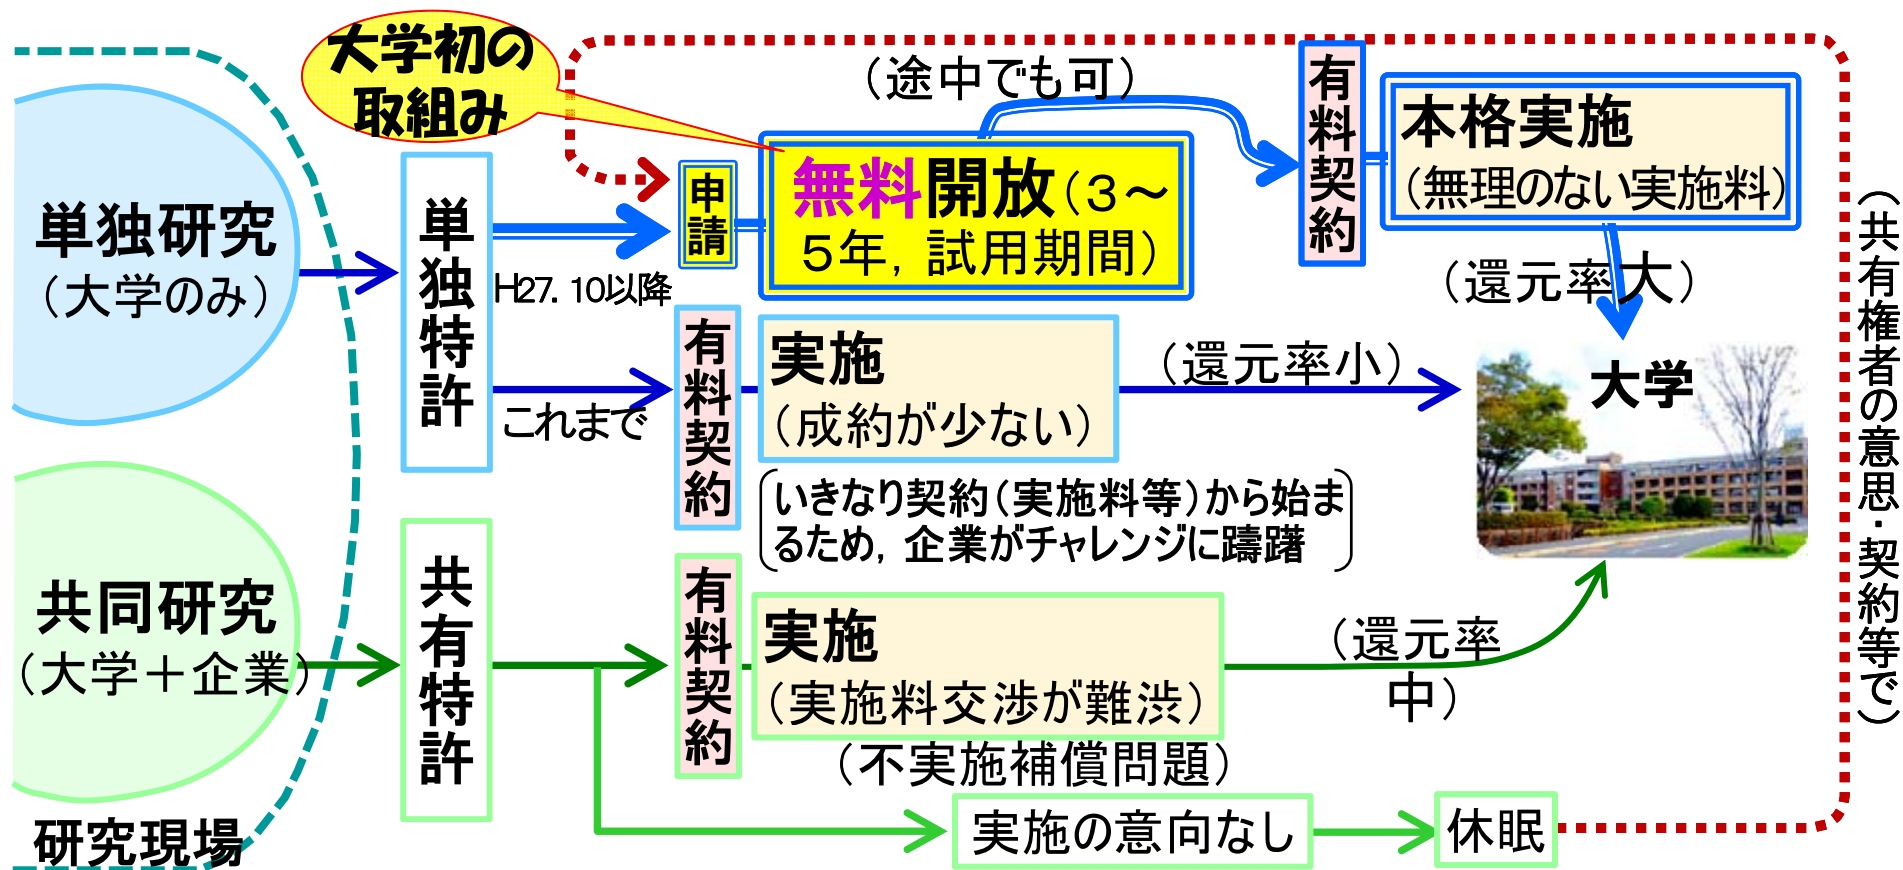 大学初の
取組み
（途中でも可）
有料契約
本格実施
（無理のない実施料）
申請
無料開放（３～
５年，試用期間）
単独研究
（大学のみ）
単独特許
H27．10以降
これまで
有料契約
実施
（成約が少ない）
（還元率小）
（還元率大）
大学
いきなり契約（実施料等）から始ま
るため，企業がチャレンジに躊躇
共同研究
（大学＋企業）
共有特許
有料契約
実施
（実施料交渉が難渋）
（不実施補償問題）
（還元率
中）
実施の意向なし
休眠
研究現場
（共有権者の意思・契約等で）